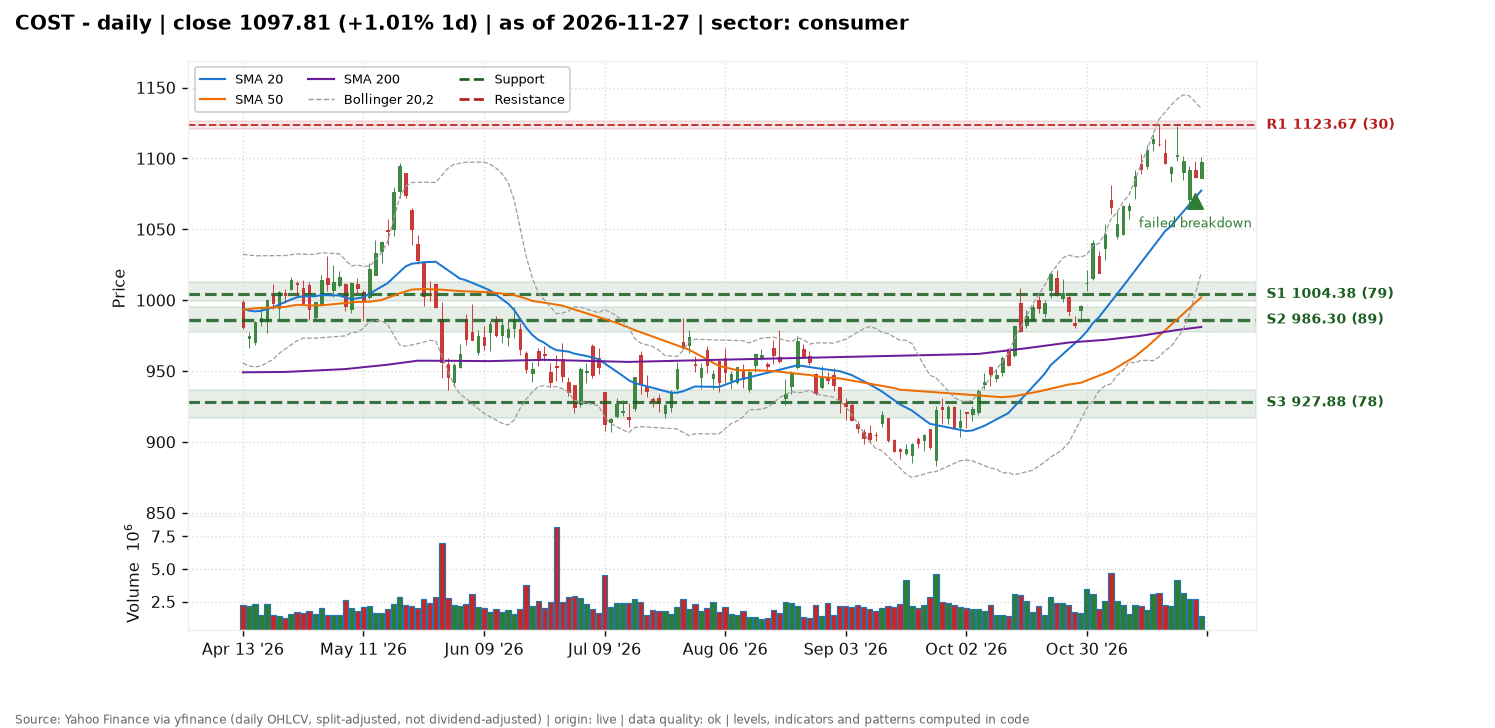 COST - daily | close 1097.81 (+1.01% 1d) | as of 2026-11-27 | sector: consumer
SMA 20
SMA 50
SMA 200
Bollinger 20,2
Support
Resistance
Price
1150
1100
1050
1000
950
900
850
R1 1123.67 (30)
failed breakdown
S1 1004.38 (79)
S2 986.30 (89)
S3 927.88 (78)
Volume 10⁶
7.5
5.0
2.5
Apr 13 '26
May 11 '26
Jun 09 '26
Jul 09 '26
Aug 06 '26
Sep 03 '26
Oct 02 '26
Oct 30 '26
Source: Yahoo Finance via yfinance (daily OHLCV, split-adjusted, not dividend-adjusted) | origin: live | data quality: ok | levels, indicators and patterns computed in code